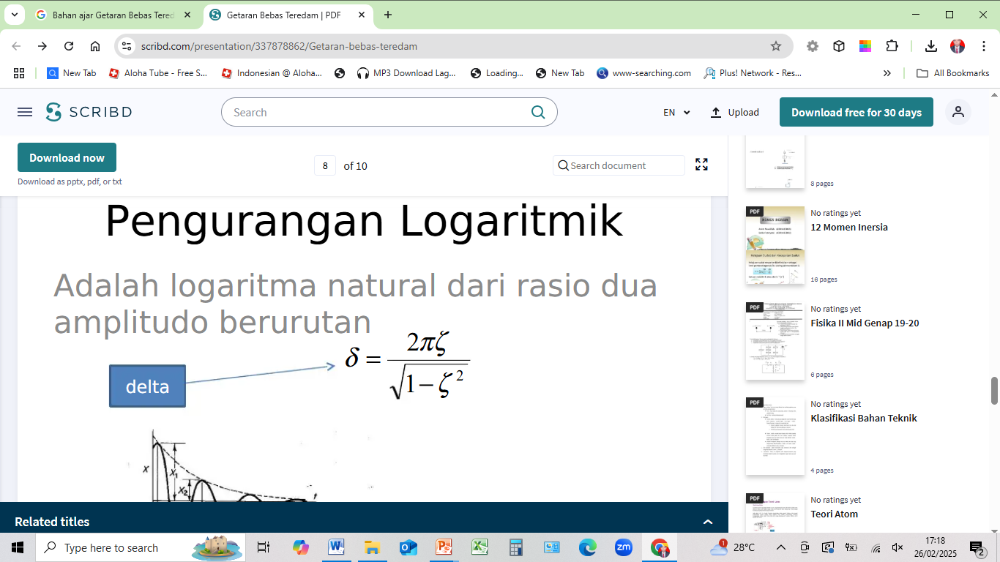 Bahan ajar Getaran Bebas Tered
Getaran Bebas Teredam | PDF
scribd.com/presentation/337878862/Getaran-bebas-teredam
New Tab
Aloha Tube - Free S...
Indonesian @ Aloha...
MP3 Download Lag...
Loading...
New Tab
www-searching.com
Plus! Network - Res...
All Bookmarks
SCRIBD
Search
EN
Upload
Download free for 30 days
Download now
Download as pptx, pdf, or txt
8 of 10
Search document
Pengurangan Logaritmik
Adalah logaritma natural dari rasio dua
amplitudo berurutan
delta
δ = 2πζ / √1 − ζ ²
x
X₁
X₂
t
Related titles
8 pages
PDF
No ratings yet
12 Momen Inersia
MOMEN INERSIA
16 pages
PDF
No ratings yet
Fisika II Mid Genap 19-20
6 pages
PDF
No ratings yet
Klasifikasi Bahan Teknik
4 pages
PDF
No ratings yet
Teori Atom
Type here to search
zm
1
28°C
17:18
26/02/2025
2